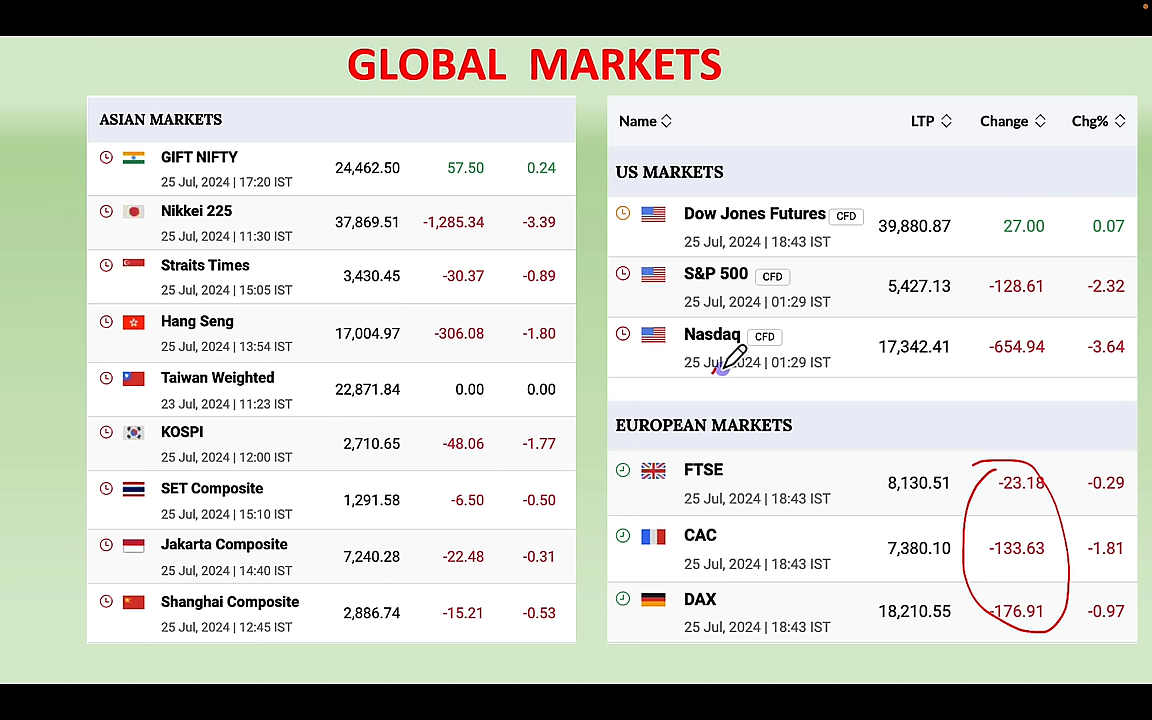 GLOBAL MARKETS
ASIAN MARKETS
GIFT NIFTY 24,462.50 57.50 0.24
25 Jul, 2024 | 17:20 IST
Nikkei 225 37,869.51 -1,285.34 -3.39
25 Jul, 2024 | 11:30 IST
Straits Times 3,430.45 -30.37 -0.89
25 Jul, 2024 | 15:05 IST
Hang Seng 17,004.97 -306.08 -1.80
25 Jul, 2024 | 13:54 IST
Taiwan Weighted 22,871.84 0.00 0.00
23 Jul, 2024 | 11:23 IST
KOSPI 2,710.65 -48.06 -1.77
25 Jul, 2024 | 12:00 IST
SET Composite 1,291.58 -6.50 -0.50
25 Jul, 2024 | 15:10 IST
Jakarta Composite 7,240.28 -22.48 -0.31
25 Jul, 2024 | 14:40 IST
Shanghai Composite 2,886.74 -15.21 -0.53
25 Jul, 2024 | 12:45 IST
Name LTP Change Chg%
US MARKETS
Dow Jones Futures CFD 39,880.87 27.00 0.07
25 Jul, 2024 | 18:43 IST
S&P 500 CFD 5,427.13 -128.61 -2.32
25 Jul, 2024 | 01:29 IST
Nasdaq CFD 17,342.41 -654.94 -3.64
25 Jul, 2024 | 01:29 IST
EUROPEAN MARKETS
FTSE 8,130.51 -23.18 -0.29
25 Jul, 2024 | 18:43 IST
CAC 7,380.10 -133.63 -1.81
25 Jul, 2024 | 18:43 IST
DAX 18,210.55 -176.91 -0.97
25 Jul, 2024 | 18:43 IST